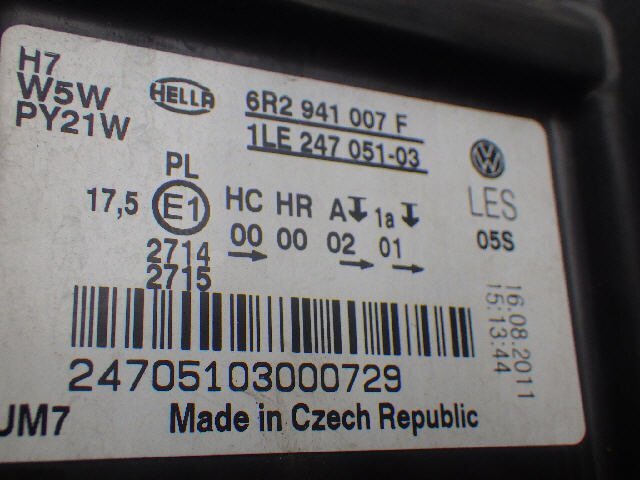 H7
W5W
PY21W
HELLA
6R2 941 007 F
1LE 247 051-03
PL
17,5 E1 HC HR A 1a
2714 00 00 02 01
2715
LES
05S
16.08.2011
15:13:44
24705103000729
JM7 Made in Czech Republic